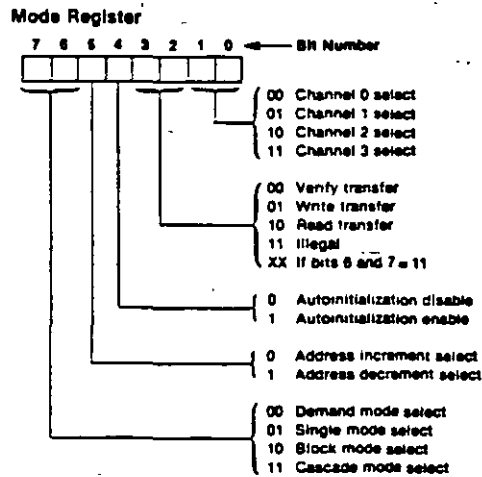 Mode Register
7 6 5 4 3 2 1 0 Bit Number
00 Channel 0 select
01 Channel 1 select
10 Channel 2 select
11 Channel 3 select
00 Verify transfer
01 Write transfer
10 Read transfer
11 Illegal
XX If bits 6 and 7 = 11
0 Autoinitialization disable
1 Autoinitialization enable
0 Address increment select
1 Address decrement select
00 Demand mode select
01 Single mode select
10 Block mode select
11 Cascade mode select